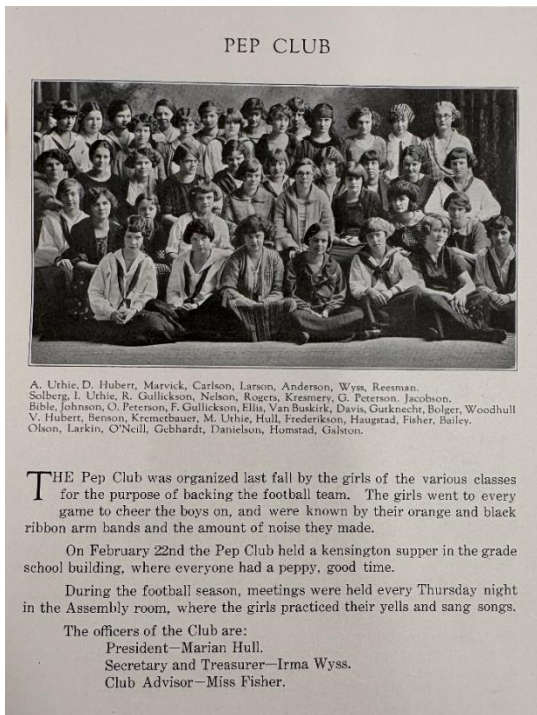 PEP CLUB
A. Uthie, D. Hubert, Marvick, Carlson, Larson, Anderson, Wyss, Reesman.
Solberg, I. Uthie, R. Gullickson, Nelson, Rogers, Kresmery, G. Peterson. Jacobson.
Bible, Johnson, O. Peterson, F. Gullickson, Ellis, Van Buskirk, Davis, Gutknecht, Bolger, Woodhull
V. Hubert, Benson, Kremetbauer, M. Uthie, Hull, Frederikson, Haugstad, Fisher, Bailey.
Olson, Larkin, O'Neill, Gebhardt, Danielson, Homstad, Galston.
THE Pep Club was organized last fall by the girls of the various classes
for the purpose of backing the football team. The girls went to every
game to cheer the boys on, and were known by their orange and black
ribbon arm bands and the amount of noise they made.
On February 22nd the Pep Club held a kensington supper in the grade
school building, where everyone had a peppy, good time.
During the football season, meetings were held every Thursday night
in the Assembly room, where the girls practiced their yells and sang songs.
The officers of the Club are:
President—Marian Hull.
Secretary and Treasurer—Irma Wyss.
Club Advisor—Miss Fisher.